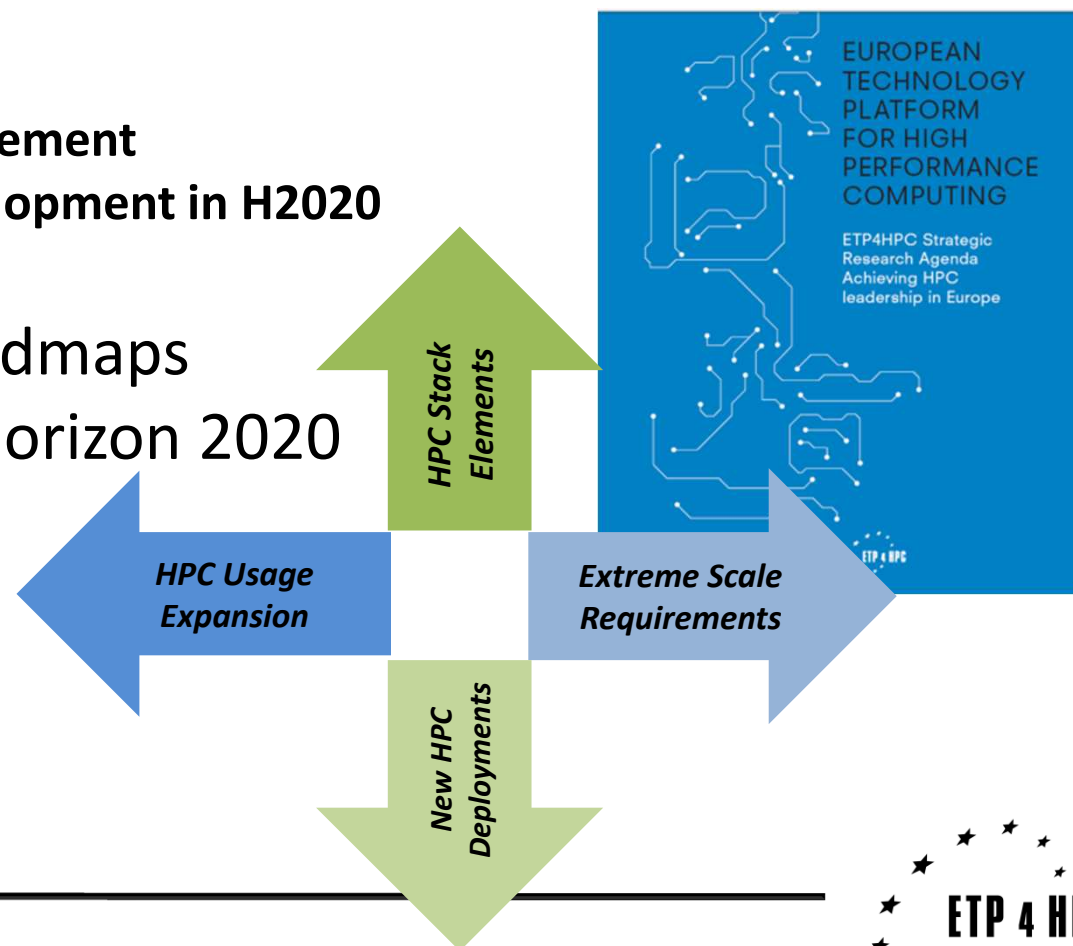 ement
opment in H2020
dmaps
orizon 2020
EUROPEAN
TECHNOLOGY
PLATFORM
FOR HIGH
PERFORMANCE
COMPUTING
ETP4HPC Strategic
Research Agenda
Achieving HPC
leadership in Europe
ETP 4 HPC
HPC Stack
Elements
HPC Usage
Expansion
Extreme Scale
Requirements
New HPC
Deployments
ETP 4 H